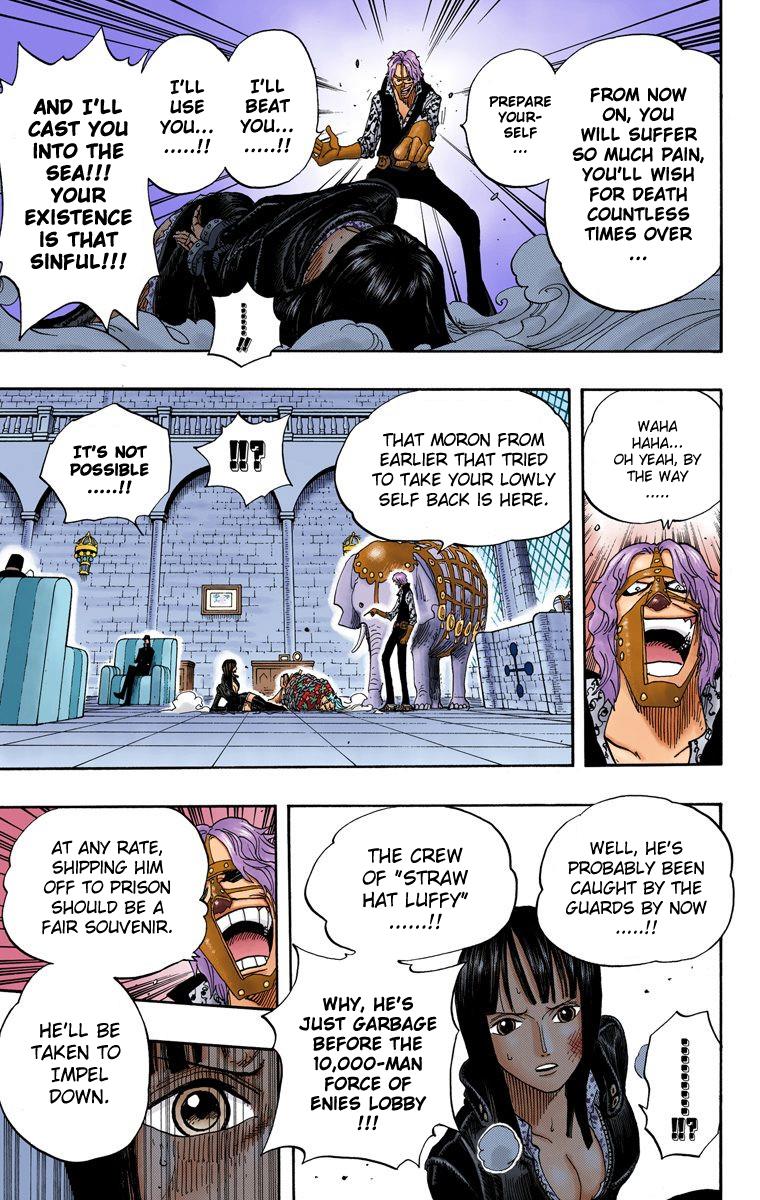 FROM NOW
ON, YOU
WILL SUFFER
SO MUCH PAIN,
YOU'LL WISH
FOR DEATH
COUNTLESS
TIMES OVER
...
PREPARE
YOUR-
SELF
...
I'LL
BEAT
YOU...
.....!!
I'LL
USE
YOU...
.....!!
AND I'LL
CAST YOU
INTO THE
SEA!!!
YOUR
EXISTENCE
IS THAT
SINFUL!!!
......!!
WAHA
HAHA...
OH YEAH, BY
THE WAY
.....
THAT MORON FROM
EARLIER THAT TRIED
TO TAKE YOUR LOWLY
SELF BACK IS HERE.
!!?
IT'S NOT
POSSIBLE
.....!!
WELL, HE'S
PROBABLY BEEN
CAUGHT BY THE
GUARDS BY NOW
.....!!
.........!!?
THE CREW
OF "STRAW
HAT LUFFY"
......!!
WHY, HE'S
JUST GARBAGE
BEFORE THE
10,000-MAN
FORCE OF
ENIES LOBBY
!!!
AT ANY RATE,
SHIPPING HIM
OFF TO PRISON
SHOULD BE A
FAIR SOUVENIR.
HE'LL BE
TAKEN TO
IMPEL
DOWN.